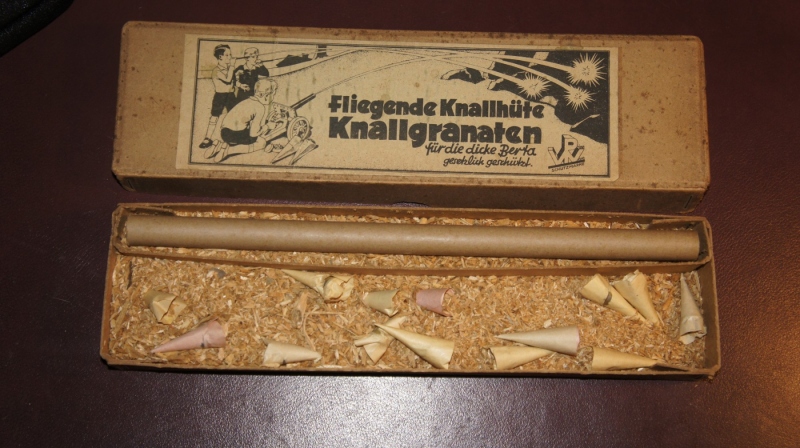 Fliegende Knallhüte
Knallgranaten
für die dicke Berta
gesetzlich geschützt.